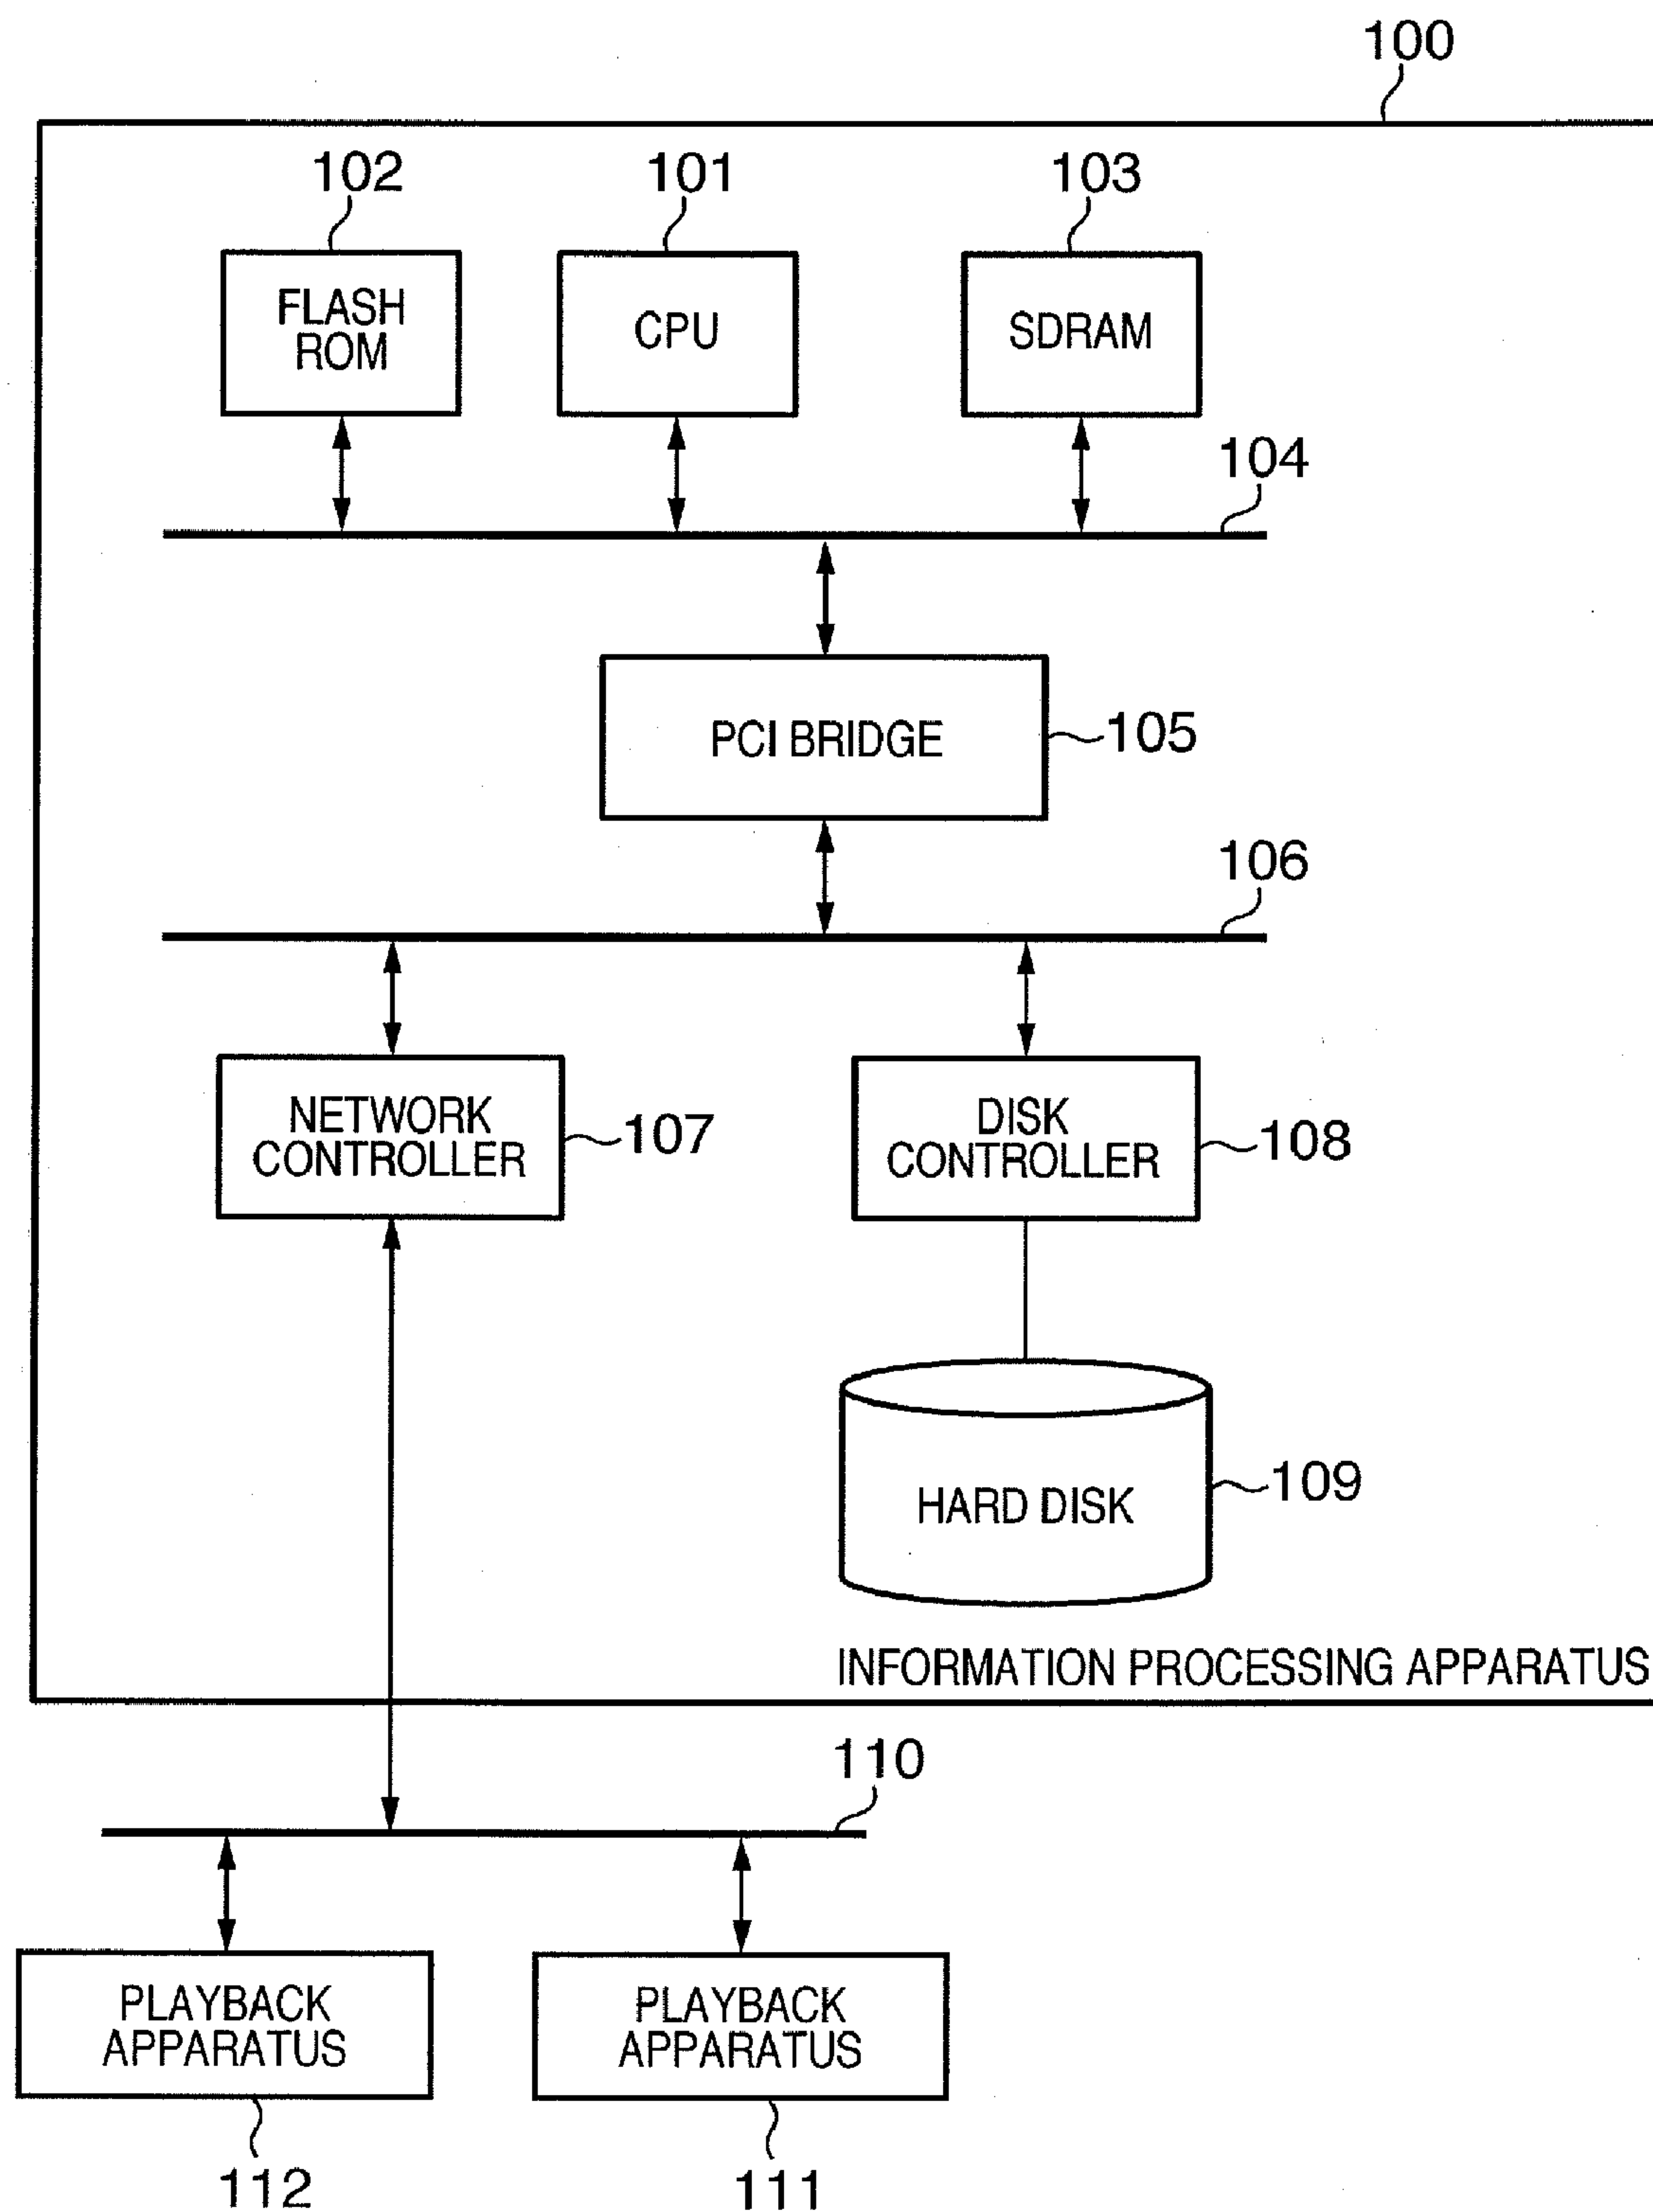 100
102
101
103
FLASH
ROM
CPU
SDRAM
104
PCI BRIDGE
105
106
NETWORK
CONTROLLER
107
DISK
CONTROLLER
108
HARD DISK
109
INFORMATION PROCESSING APPARATUS
110
PLAYBACK
APPARATUS
PLAYBACK
APPARATUS
112
111